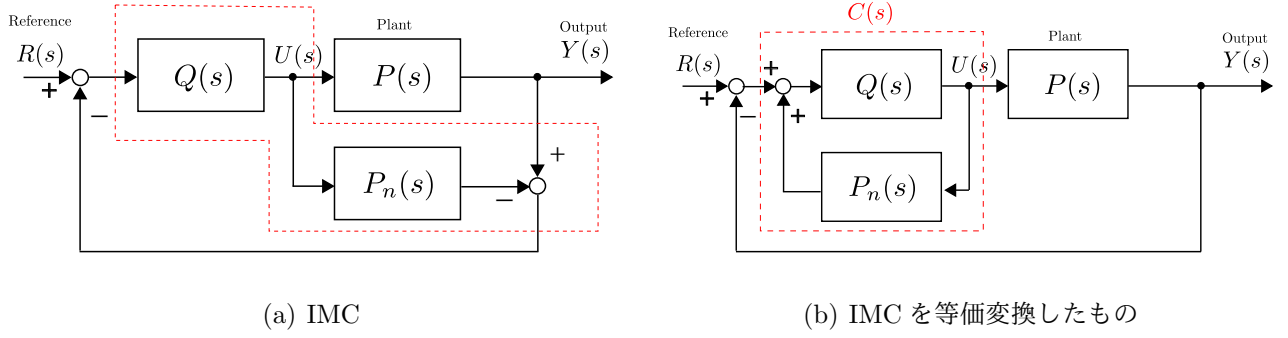 Reference
R(s)
+
−
Q(s)
U(s)
Plant
P(s)
Output
Y(s)
+
−
P_n(s)
(a) IMC
C(s)
Reference
R(s)
+
−
+
+
Q(s)
U(s)
Plant
P(s)
Output
Y(s)
P_n(s)
(b) IMC を等価変換したもの